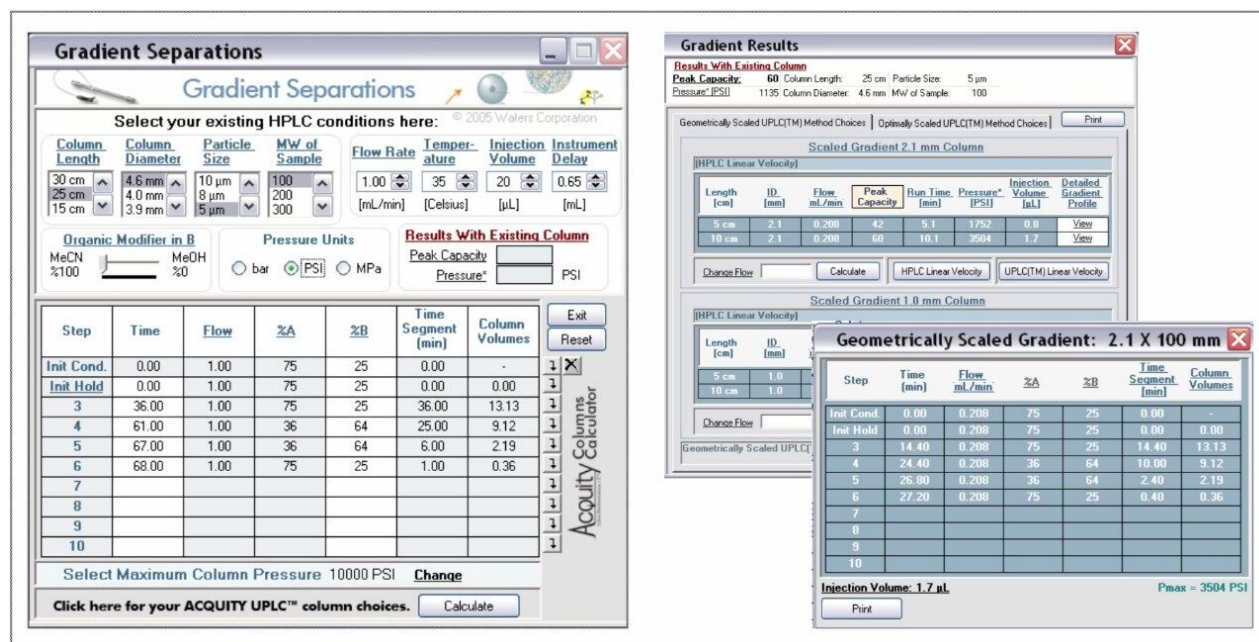 Gradient Separations
Gradient Separations
© 2005 Waters Corporation
Select your existing HPLC conditions here:
Column Length Column Diameter Particle Size MW of Sample Flow Rate Temper-ature Injection Volume Instrument Delay
30 cm 4.6 mm 10 µm 100 1.00 35 20 0.65
25 cm 4.0 mm 8 µm 200
15 cm 3.9 mm 5 µm 300 [mL/min] [Celsius] [µL] [mL]
Organic Modifier in B Pressure Units Results With Existing Column
MeCN MeOH bar PSI MPa Peak Capacity
%100 %0 Pressure* PSI
Step Time Flow %A %B Time Segment (min) Column Volumes
Exit
Reset
Init Cond. 0.00 1.00 75 25 0.00 -
Init Hold 0.00 1.00 75 25 0.00 0.00
3 36.00 1.00 75 25 36.00 13.13
4 61.00 1.00 36 64 25.00 9.12
5 67.00 1.00 36 64 6.00 2.19
6 68.00 1.00 75 25 1.00 0.36
7
8
9
10
Acquity Columns Calculator
Select Maximum Column Pressure 10000 PSI Change
Click here for your ACQUITY UPLC™ column choices. Calculate
Gradient Results
Results With Existing Column
Peak Capacity: 60 Column Length: 25 cm Particle Size: 5 µm
Pressure* [PSI] 1135 Column Diameter: 4.6 mm MW of Sample: 100
Geometrically Scaled UPLC(TM) Method Choices Optimally Scaled UPLC(TM) Method Choices Print
Scaled Gradient 2.1 mm Column
[HPLC Linear Velocity]
Length [cm] ID [mm] Flow mL/min Peak Capacity Run Time [min] Pressure* [PSI] Injection Volume [µL] Detailed Gradient Profile
5 cm 2.1 0.208 42 5.1 1752 0.8 View
10 cm 2.1 0.208 60 10.1 3504 1.7 View
Change Flow Calculate HPLC Linear Velocity UPLC(TM) Linear Velocity
Scaled Gradient 1.0 mm Column
[HPLC Linear Velocity]
Length [cm] ID [mm]
5 cm 1.0
10 cm 1.0
Change Flow
Geometrically Scaled UPLC(
Geometrically Scaled Gradient: 2.1 X 100 mm
Step Time (min) Flow mL/min %A %B Time Segment [min] Column Volumes
Init Cond. 0.00 0.208 75 25 0.00 -
Init Hold 0.00 0.208 75 25 0.00 0.00
3 14.40 0.208 75 25 14.40 13.13
4 24.40 0.208 36 64 10.00 9.12
5 26.80 0.208 36 64 2.40 2.19
6 27.20 0.208 75 25 0.40 0.36
7
8
9
10
Injection Volume: 1.7 µL Pmax = 3504 PSI
Print